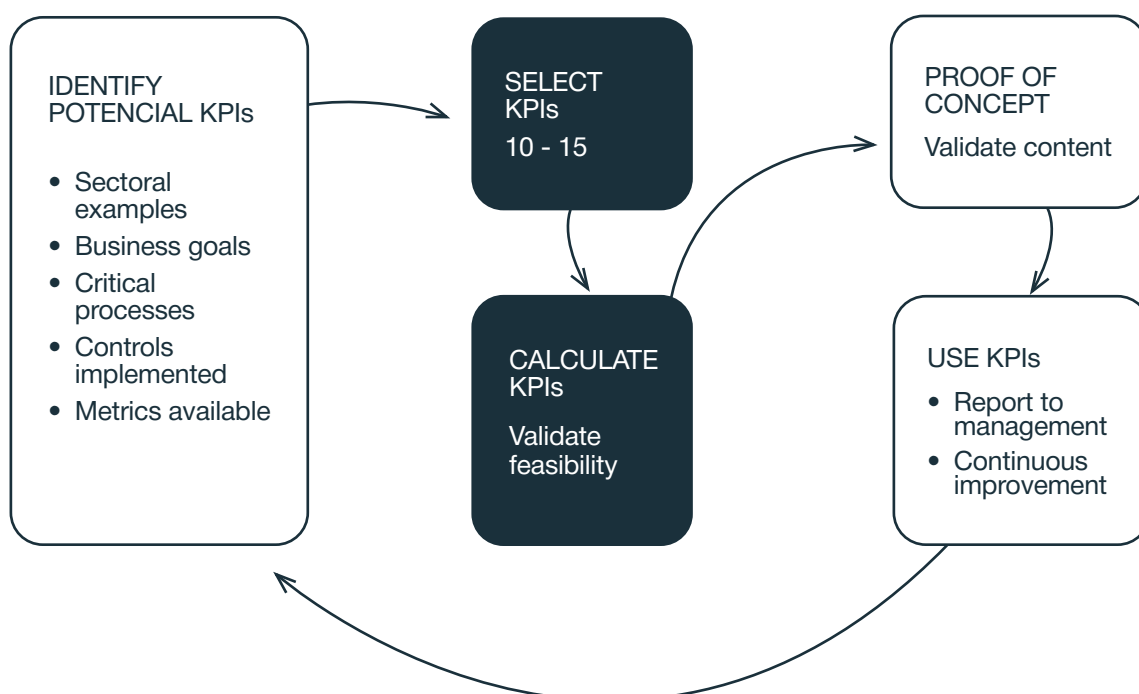 IDENTIFY
POTENCIAL KPIs
• Sectoral
examples
• Business goals
• Critical
processes
• Controls
implemented
• Metrics available
SELECT
KPIs
10 - 15
CALCULATE
KPIs
Validate
feasibility
PROOF OF
CONCEPT
Validate content
USE KPIs
• Report to
management
• Continuous
improvement